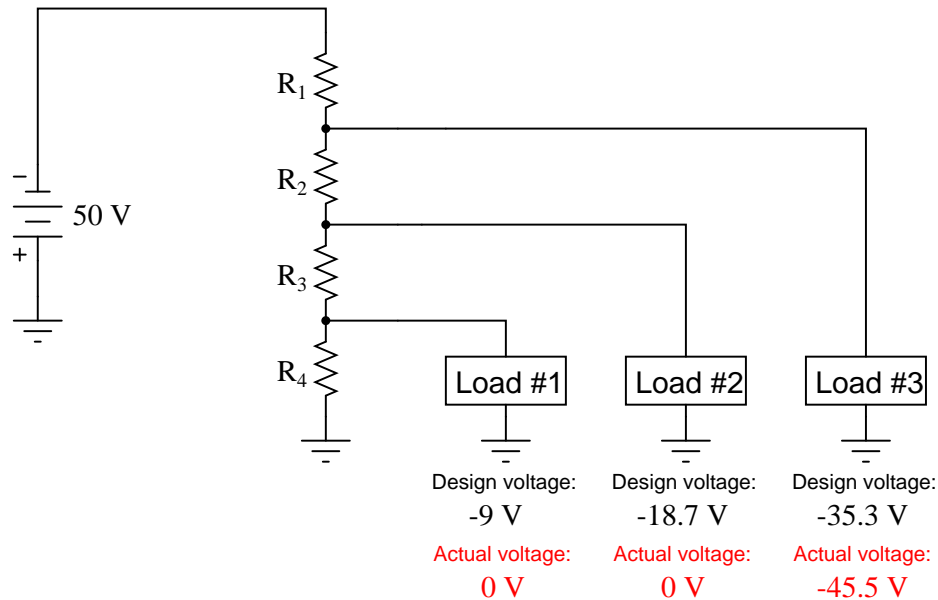 R1
-
R2
50 V
+
R3
R4
Load #1 Load #2 Load #3
Design voltage: Design voltage: Design voltage:
-9 V -18.7 V -35.3 V
Actual voltage: Actual voltage: Actual voltage:
0 V 0 V -45.5 V